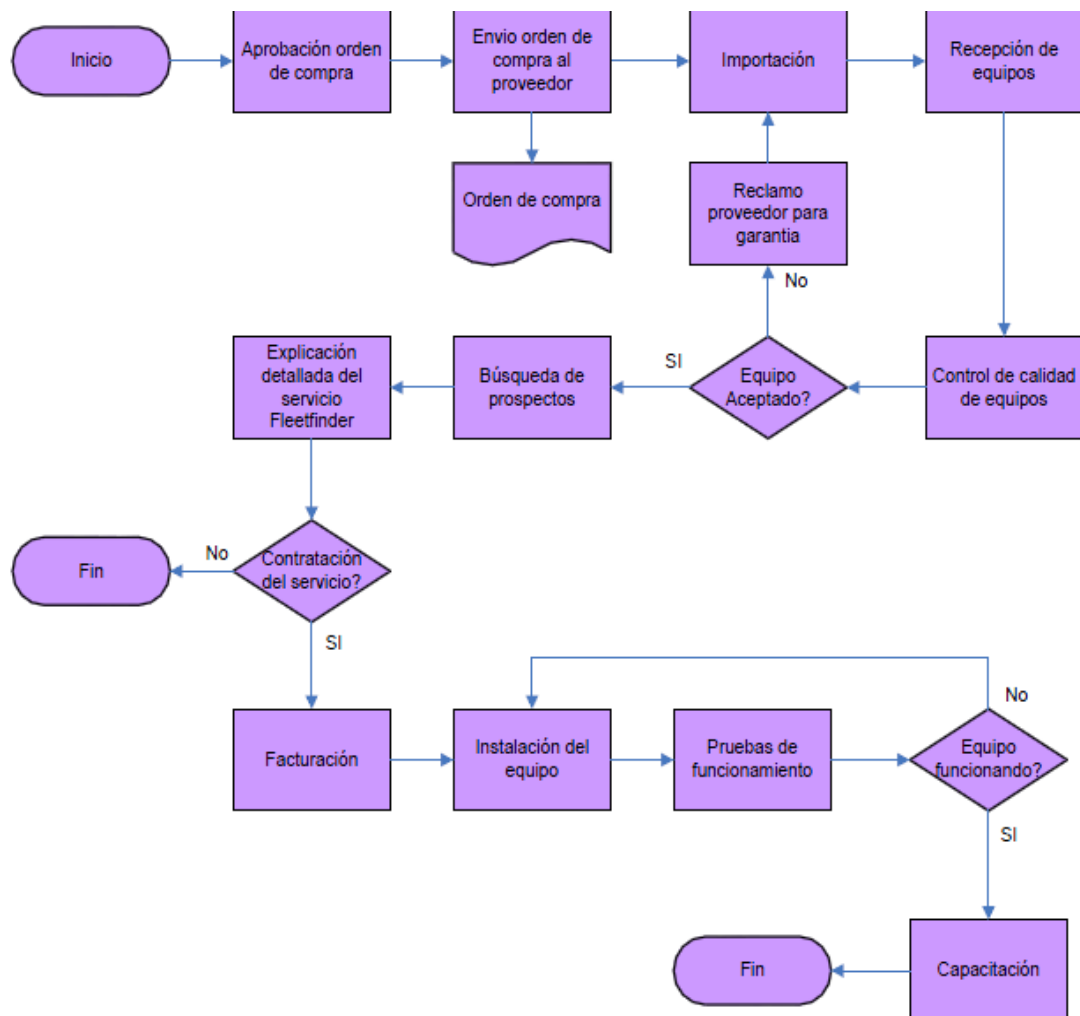 Inicio
Aprobación orden
de compra
Envio orden de
compra al
proveedor
Importación
Recepción de
equipos
Orden de compra
Reclamo
proveedor para
garantia
No
Explicación
detallada del
servicio
Fleetfinder
Búsqueda de
prospectos
SI
Equipo
Aceptado?
Control de calidad
de equipos
Fin
No
Contratación
del servicio?
SI
Facturación
Instalación del
equipo
Pruebas de
funcionamiento
Equipo
funcionando?
No
SI
Fin
Capacitación